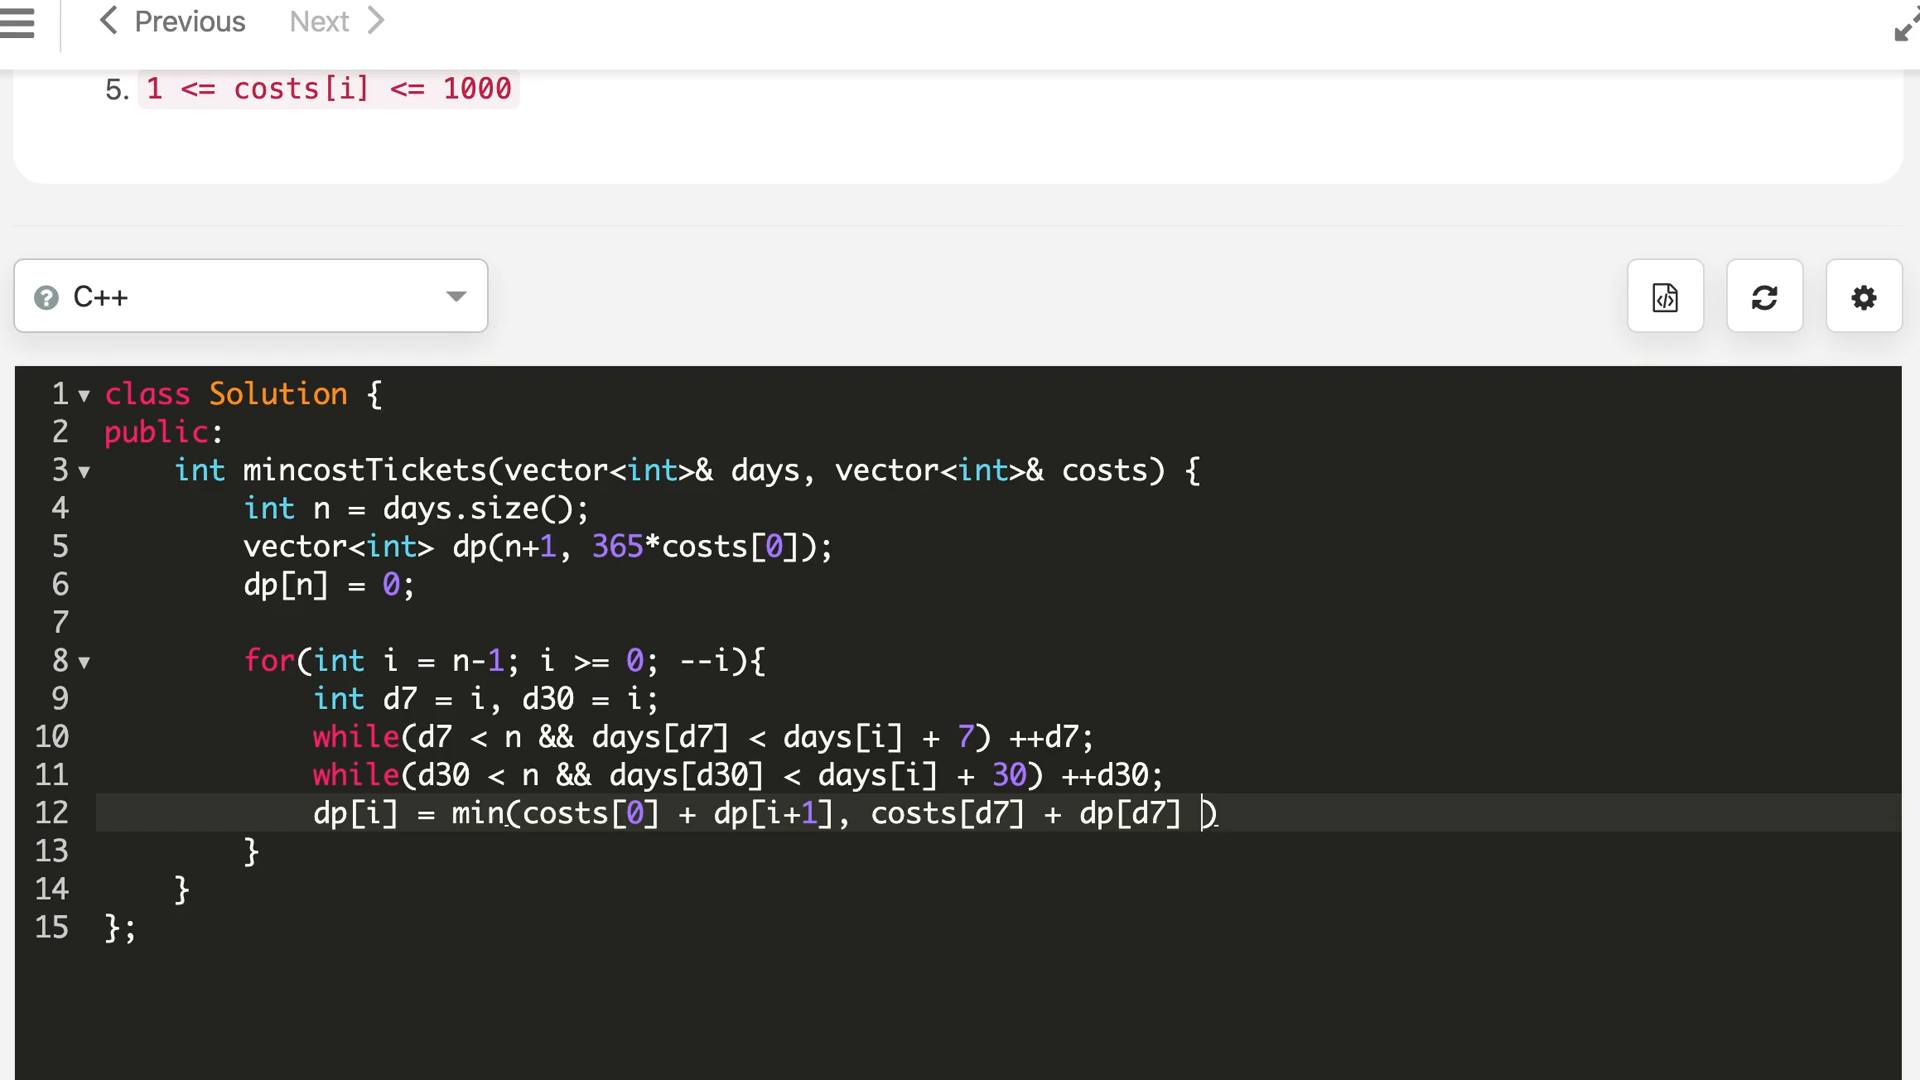 Previous Next
5. 1 <= costs[i] <= 1000
C++
1 class Solution {
2 public:
3 int mincostTickets(vector<int>& days, vector<int>& costs) {
4 int n = days.size();
5 vector<int> dp(n+1, 365*costs[0]);
6 dp[n] = 0;
7
8 for(int i = n-1; i >= 0; --i){
9 int d7 = i, d30 = i;
10 while(d7 < n && days[d7] < days[i] + 7) ++d7;
11 while(d30 < n && days[d30] < days[i] + 30) ++d30;
12 dp[i] = min(costs[0] + dp[i+1], costs[d7] + dp[d7] )
13 }
14 }
15 };